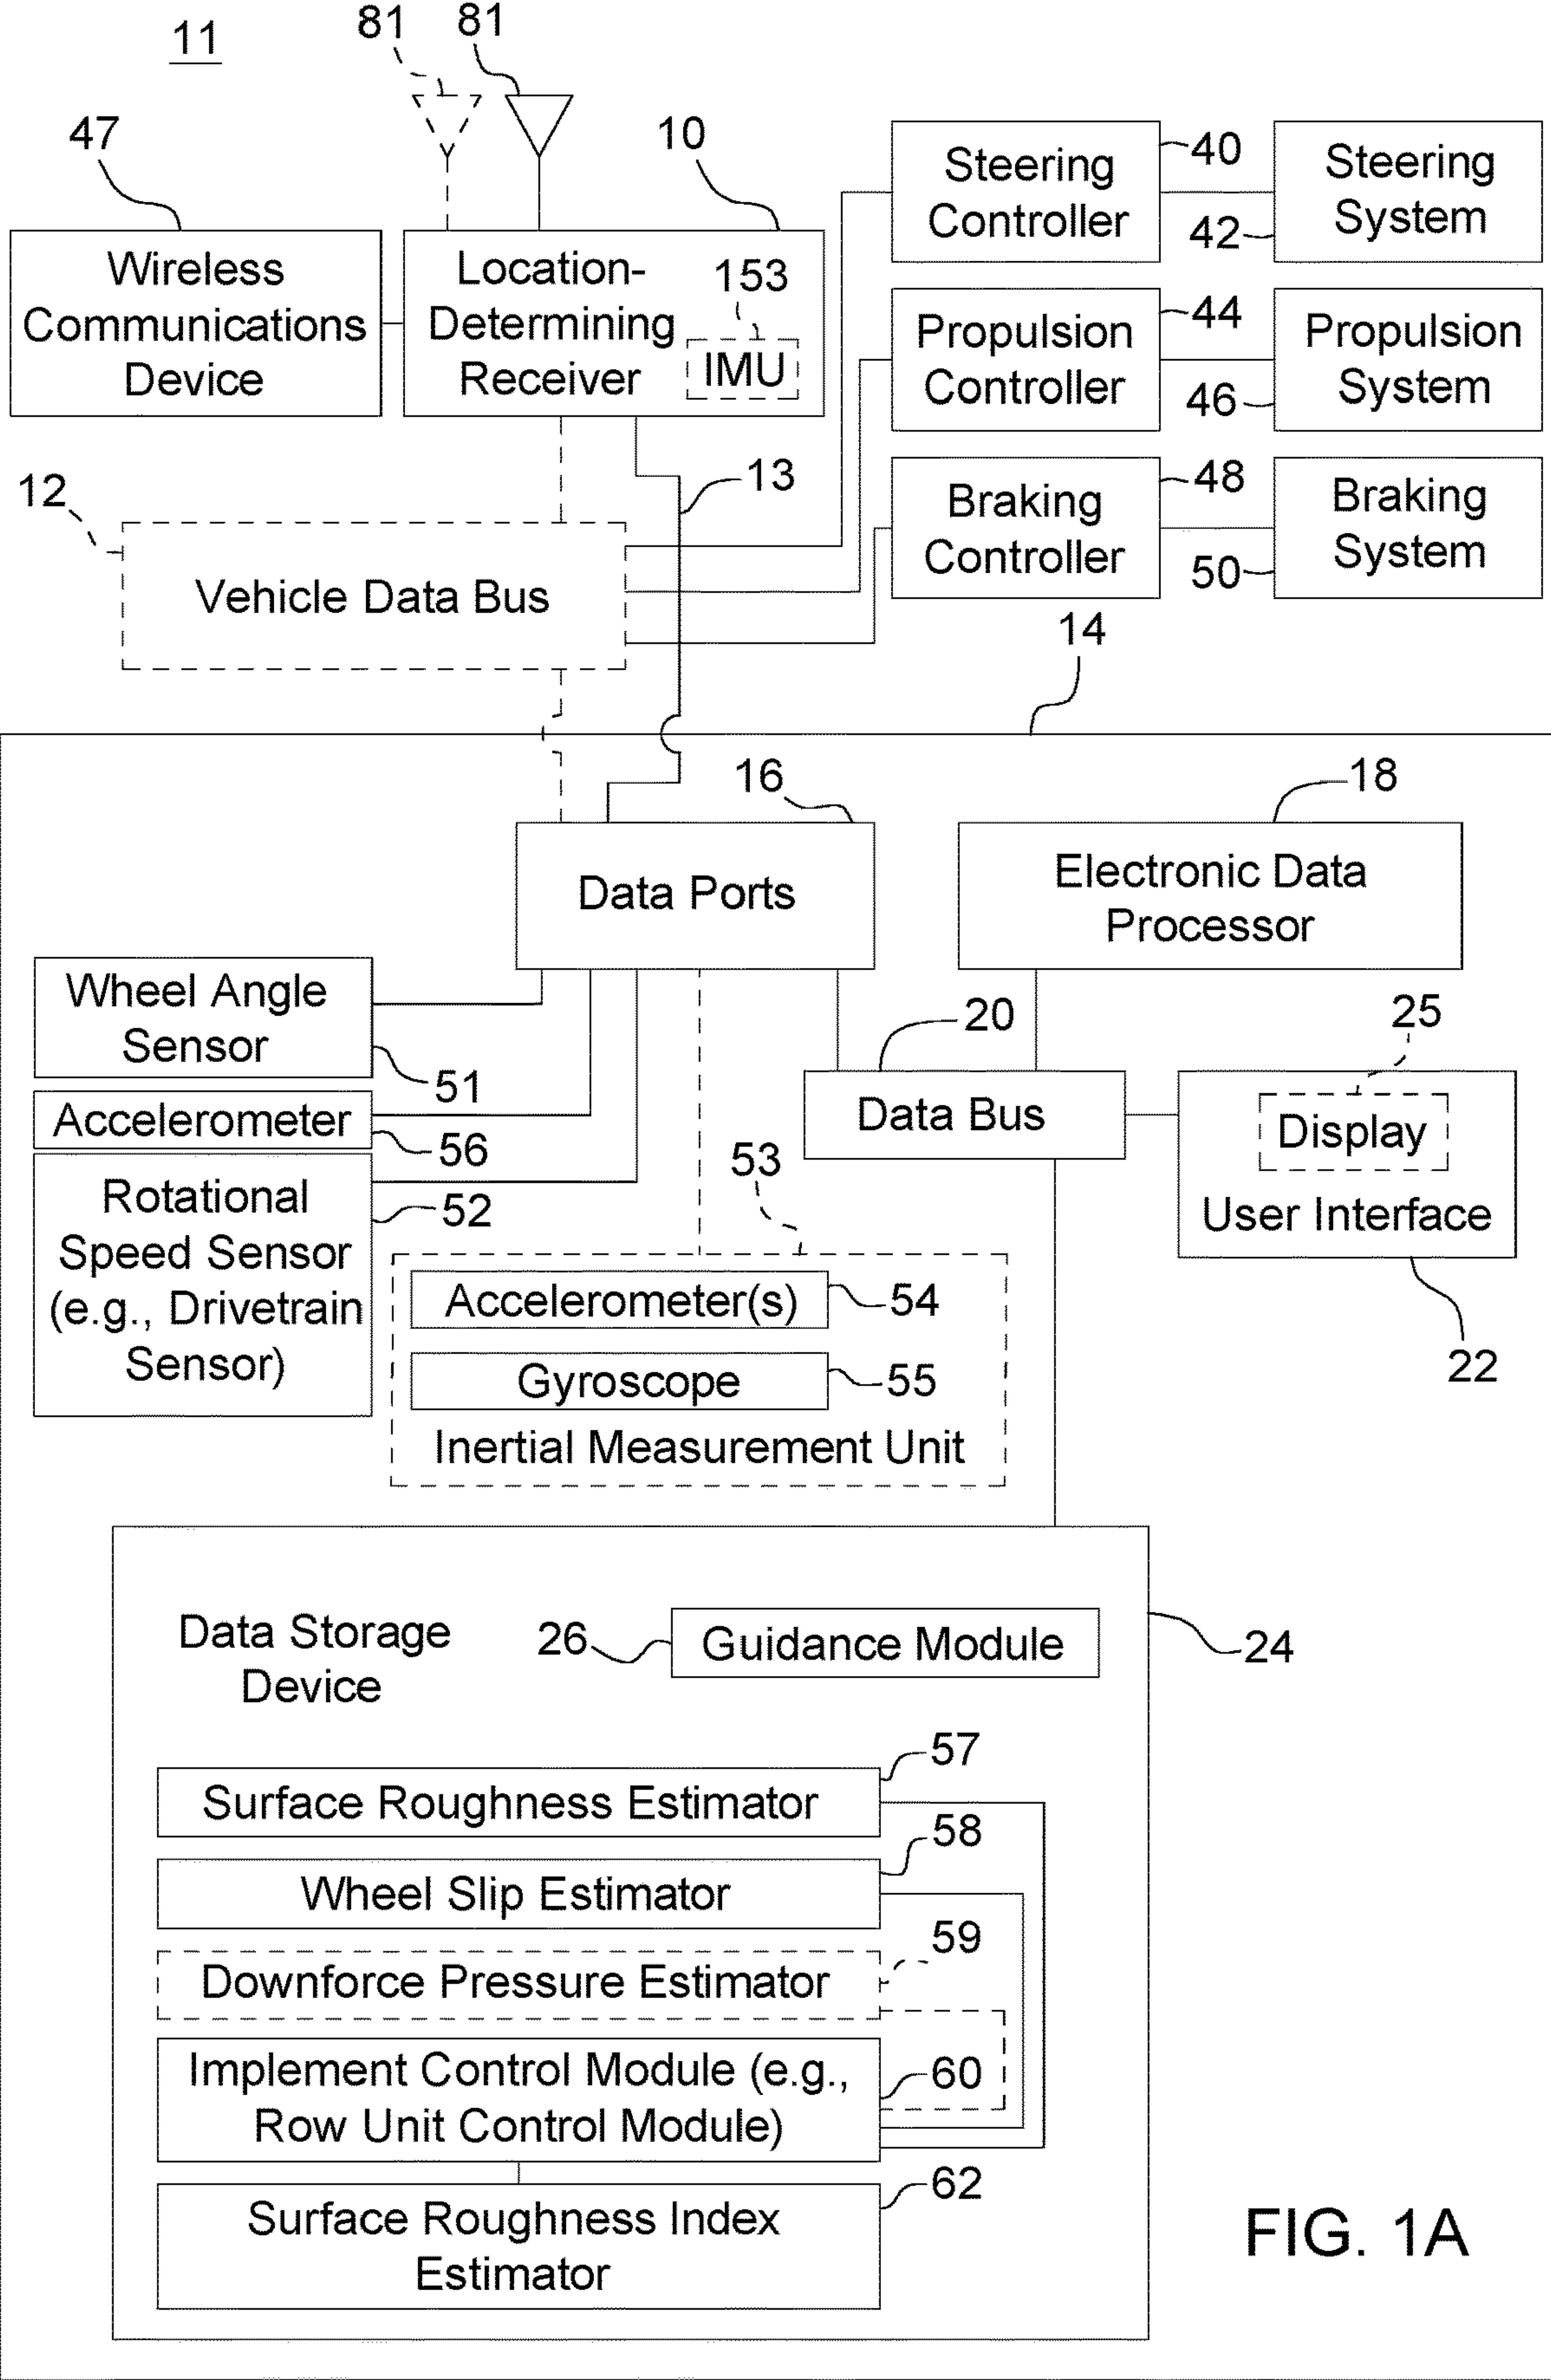 11
81
81
47
10
Wireless
Communications
Device
Location-
Determining
Receiver
153
IMU
Steering
Controller
40
42
Steering
System
Propulsion
Controller
44
46
Propulsion
System
Braking
Controller
48
50
Braking
System
12
13
Vehicle Data Bus
14
16
18
Data Ports
Electronic Data
Processor
Wheel Angle
Sensor
51
20
25
Accelerometer
56
Data Bus
Display
User Interface
22
Rotational
Speed Sensor
(e.g., Drivetrain
Sensor)
52
53
Accelerometer(s)
54
Gyroscope
55
Inertial Measurement Unit
Data Storage
Device
26
Guidance Module
24
57
Surface Roughness Estimator
58
Wheel Slip Estimator
59
Downforce Pressure Estimator
Implement Control Module (e.g.,
Row Unit Control Module)
60
62
Surface Roughness Index
Estimator
FIG. 1A